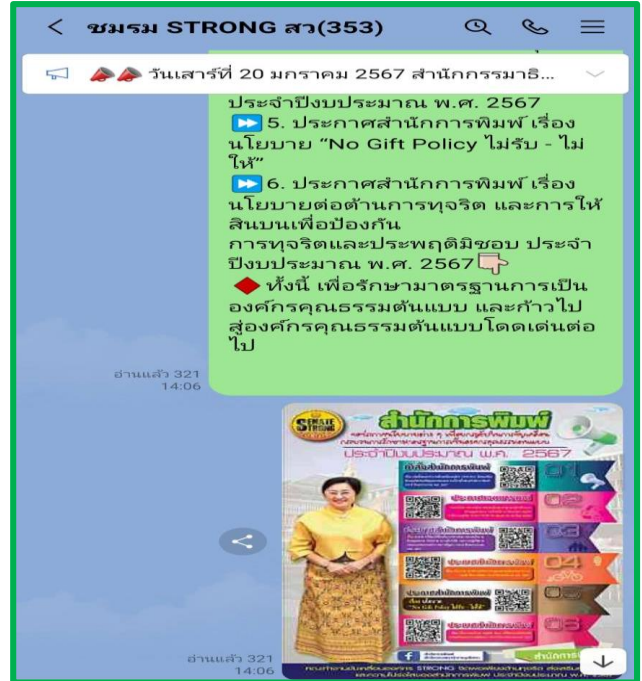 ชมรม STRONG สว(353)
วันเสาร์ที่ 20 มกราคม 2567 สำนักกรรมาธิ...
ประจำปีงบประมาณ พ.ศ. 2567
5. ประกาศสำนักการพิมพ์ เรื่อง
นโยบาย “No Gift Policy ไม่รับ - ไม่
ให้”
6. ประกาศสำนักการพิมพ์ เรื่อง
นโยบายต่อต้านการทุจริต และการให้
สินบนเพื่อป้องกัน
การทุจริตและประพฤติมิชอบ ประจำ
ปีงบประมาณ พ.ศ. 2567
ทั้งนี้ เพื่อรักษามาตรฐานการเป็น
องค์กรคุณธรรมต้นแบบ และก้าวไป
สู่องค์กรคุณธรรมต้นแบบโดดเด่นต่อ
ไป
อ่านแล้ว 321
14:06
SENATE
STRONG
สำนักการพิมพ์
ประจำปีงบประมาณ พ.ศ. 2567
01
02
03
04
"No Gift Policy ไม่รับ - ไม่ให้"
อ่านแล้ว 321
14:06